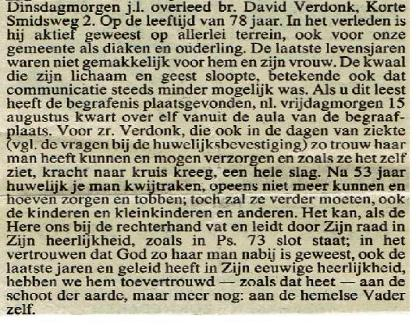 Dinsdagmorgen j.l. overleed br. David Verdonk, Korte
Smidsweg 2. Op de leeftijd van 78 jaar. In het verleden is
hij aktief geweest op allerlei terrein, ook voor onze
gemeente als diaken en ouderling. De laatste levensjaren
waren niet gemakkelijk voor hem en zijn vrouw. De kwaal
die zijn lichaam en geest sloopte, betekende ook dat
communicatie steeds minder mogelijk was. Als u dit leest
heeft de begrafenis plaatsgevonden, nl. vrijdagmorgen 15
augustus kwart over elf vanuit de aula van de begraaf-
plaats. Voor zr. Verdonk, die ook in de dagen van ziekte
(vgl. de vragen bij de huwelijksbevestiging) zo trouw haar
man heeft kunnen en mogen verzorgen en zoals ze het zelf
ziet, kracht naar kruis kreeg, een hele slag. Na 53 jaar
huwelijk je man kwijtraken, opeens niet meer kunnen en
hoeven zorgen en tobben; toch zal ze verder moeten, ook
de kinderen en kleinkinderen en anderen. Het kan, als de
Here ons bij de rechterhand vat en leidt door Zijn raad in
Zijn heerlijkheid, zoals in Ps. 73 slot staat; in het
vertrouwen dat God zo haar man nabij is geweest, ook de
laatste jaren en geleid heeft in Zijn eeuwige heerlijkheid,
hebben we hem toevertrouwd — zoals dat heet — aan de
schoot der aarde, maar meer nog: aan de hemelse Vader
zelf.